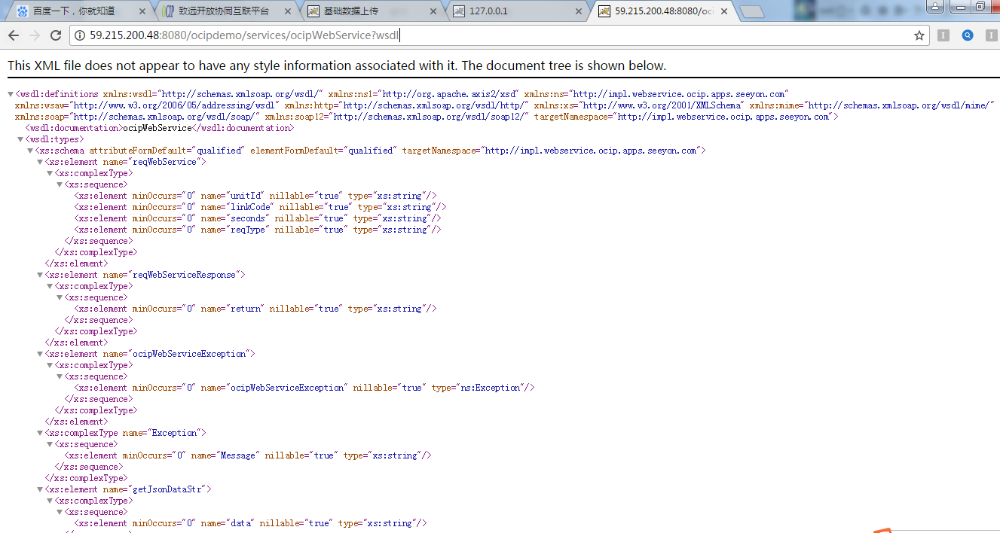 百度一下，你就知道
致远开放协同互联平台
基础数据上传
127.0.0.1
59.215.200.48:8080/oci
59.215.200.48:8080/ocipdemo/services/ocipWebService?wsdl
This XML file does not appear to have any style information associated with it. The document tree is shown below.
▼<wsdl:definitions xmlns:wsdl="http://schemas.xmlsoap.org/wsdl/" xmlns:ns1="http://org.apache.axis2/xsd" xmlns:ns="http://impl.webservice.ocip.apps.seeyon.com"
xmlns:wsaw="http://www.w3.org/2006/05/addressing/wsdl" xmlns:http="http://schemas.xmlsoap.org/wsdl/http/" xmlns:xs="http://www.w3.org/2001/XMLSchema" xmlns:mime="http://schemas.xmlsoap.org/wsdl/mime/"
xmlns:soap="http://schemas.xmlsoap.org/wsdl/soap/" xmlns:soap12="http://schemas.xmlsoap.org/wsdl/soap12/" targetNamespace="http://impl.webservice.ocip.apps.seeyon.com">
<wsdl:documentation>ocipWebService</wsdl:documentation>
▼<wsdl:types>
▼<xs:schema attributeFormDefault="qualified" elementFormDefault="qualified" targetNamespace="http://impl.webservice.ocip.apps.seeyon.com">
▼<xs:element name="reqWebService">
▼<xs:complexType>
▼<xs:sequence>
<xs:element minOccurs="0" name="unitId" nillable="true" type="xs:string"/>
<xs:element minOccurs="0" name="linkCode" nillable="true" type="xs:string"/>
<xs:element minOccurs="0" name="seconds" nillable="true" type="xs:string"/>
<xs:element minOccurs="0" name="reqType" nillable="true" type="xs:string"/>
</xs:sequence>
</xs:complexType>
</xs:element>
▼<xs:element name="reqWebServiceResponse">
▼<xs:complexType>
▼<xs:sequence>
<xs:element minOccurs="0" name="return" nillable="true" type="xs:string"/>
</xs:sequence>
</xs:complexType>
</xs:element>
▼<xs:element name="ocipWebServiceException">
▼<xs:complexType>
▼<xs:sequence>
<xs:element minOccurs="0" name="ocipWebServiceException" nillable="true" type="ns:Exception"/>
</xs:sequence>
</xs:complexType>
</xs:element>
▼<xs:complexType name="Exception">
▼<xs:sequence>
<xs:element minOccurs="0" name="Message" nillable="true" type="xs:string"/>
</xs:sequence>
</xs:complexType>
▼<xs:element name="getJsonDataStr">
▼<xs:complexType>
▼<xs:sequence>
<xs:element minOccurs="0" name="data" nillable="true" type="xs:string"/>